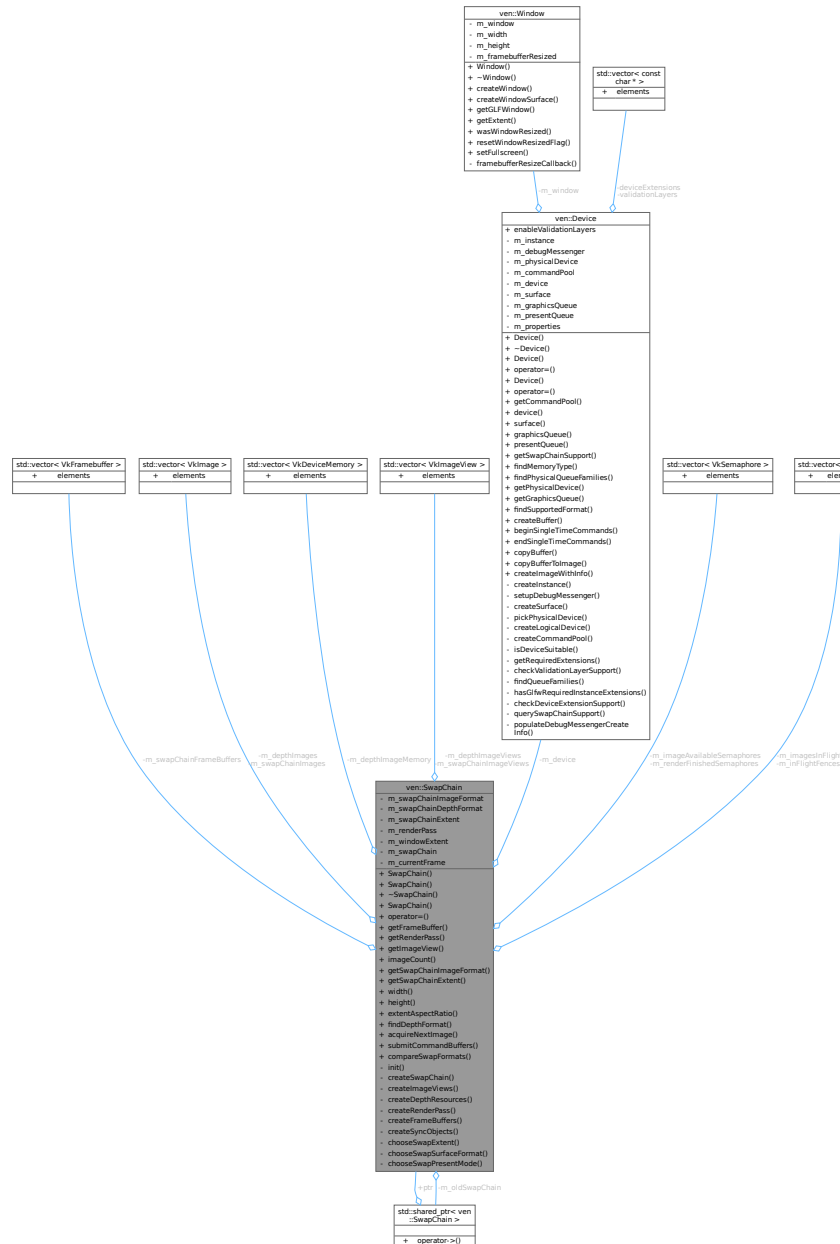 ven::Window
- m_window
- m_width
- m_height
- m_framebufferResized
+ Window()
+ ~Window()
+ createWindow()
+ createWindowSurface()
+ getGLFWindow()
+ getExtent()
+ wasWindowResized()
+ resetWindowResizedFlag()
+ setFullscreen()
- framebufferResizeCallback()
std::vector< const
char * >
+ elements
-m_window
-deviceExtensions
-validationLayers
ven::Device
+ enableValidationLayers
- m_instance
- m_debugMessenger
- m_physicalDevice
- m_commandPool
- m_device
- m_surface
- m_graphicsQueue
- m_presentQueue
- m_properties
+ Device()
+ ~Device()
+ Device()
+ operator=()
+ Device()
+ operator=()
+ getCommandPool()
+ device()
+ surface()
+ graphicsQueue()
+ presentQueue()
+ getSwapChainSupport()
+ findMemoryType()
+ findPhysicalQueueFamilies()
+ getPhysicalDevice()
+ getGraphicsQueue()
+ findSupportedFormat()
+ createBuffer()
+ beginSingleTimeCommands()
+ endSingleTimeCommands()
+ copyBuffer()
+ copyBufferToImage()
+ createImageWithInfo()
- createInstance()
- setupDebugMessenger()
- createSurface()
- pickPhysicalDevice()
- createLogicalDevice()
- createCommandPool()
- isDeviceSuitable()
- getRequiredExtensions()
- checkValidationLayerSupport()
- findQueueFamilies()
- hasGlfwRequiredInstanceExtensions()
- checkDeviceExtensionSupport()
- querySwapChainSupport()
- populateDebugMessengerCreate
Info()
std::vector< VkFramebuffer >
+ elements
std::vector< VkImage >
+ elements
std::vector< VkDeviceMemory >
+ elements
std::vector< VkImageView >
+ elements
std::vector< VkSemaphore >
+ elements
std::vector<
+ elem
-m_swapChainFrameBuffers
-m_depthImages
-m_swapChainImages
-m_depthImageMemory
-m_depthImageViews
-m_swapChainImageViews
-m_device
-m_imageAvailableSemaphores
-m_renderFinishedSemaphores
-m_imagesInFlight
-m_inFlightFences
ven::SwapChain
- m_swapChainImageFormat
- m_swapChainDepthFormat
- m_swapChainExtent
- m_renderPass
- m_windowExtent
- m_swapChain
- m_currentFrame
+ SwapChain()
+ SwapChain()
+ ~SwapChain()
+ SwapChain()
+ operator=()
+ getFrameBuffer()
+ getRenderPass()
+ getImageView()
+ imageCount()
+ getSwapChainImageFormat()
+ getSwapChainExtent()
+ width()
+ height()
+ extentAspectRatio()
+ findDepthFormat()
+ acquireNextImage()
+ submitCommandBuffers()
+ compareSwapFormats()
- init()
- createSwapChain()
- createImageViews()
- createDepthResources()
- createRenderPass()
- createFrameBuffers()
- createSyncObjects()
- chooseSwapExtent()
- chooseSwapSurfaceFormat()
- chooseSwapPresentMode()
+ptr
-m_oldSwapChain
std::shared_ptr< ven
::SwapChain >
+ operator->()